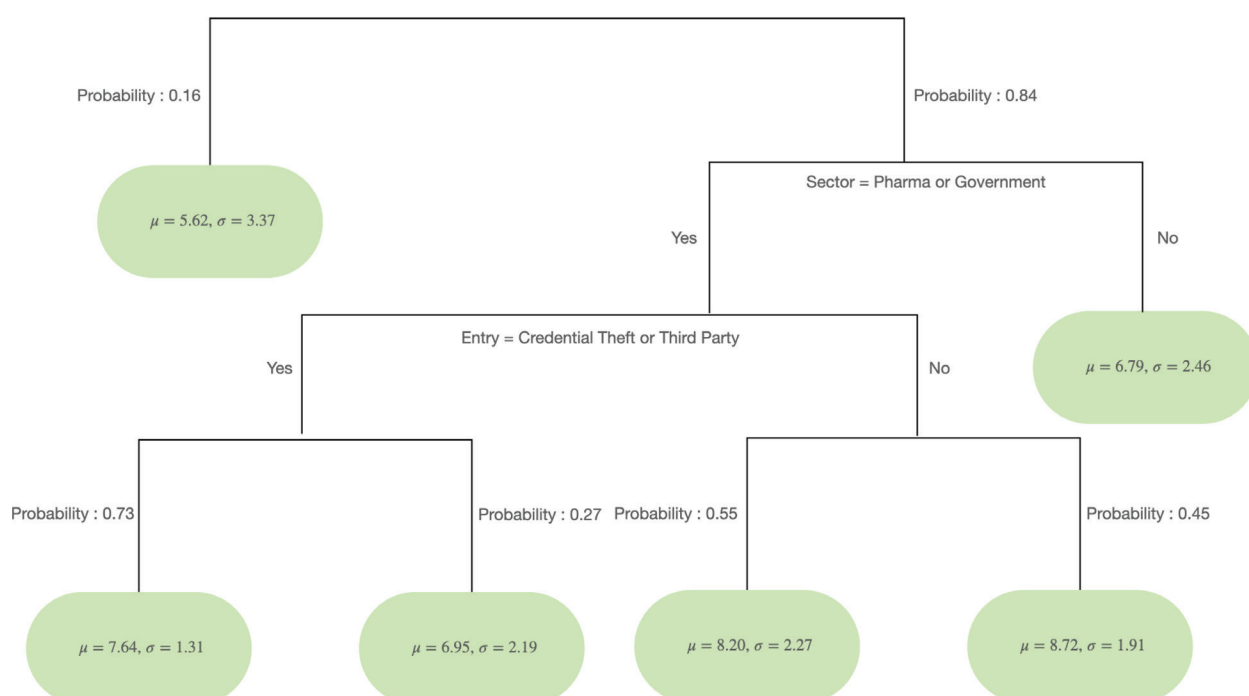 Probability : 0.16
Probability : 0.84
μ = 5.62, σ = 3.37
Sector = Pharma or Government
Yes
No
Entry = Credential Theft or Third Party
Yes
No
μ = 6.79, σ = 2.46
Probability : 0.73
Probability : 0.27
Probability : 0.55
Probability : 0.45
μ = 7.64, σ = 1.31
μ = 6.95, σ = 2.19
μ = 8.20, σ = 2.27
μ = 8.72, σ = 1.91